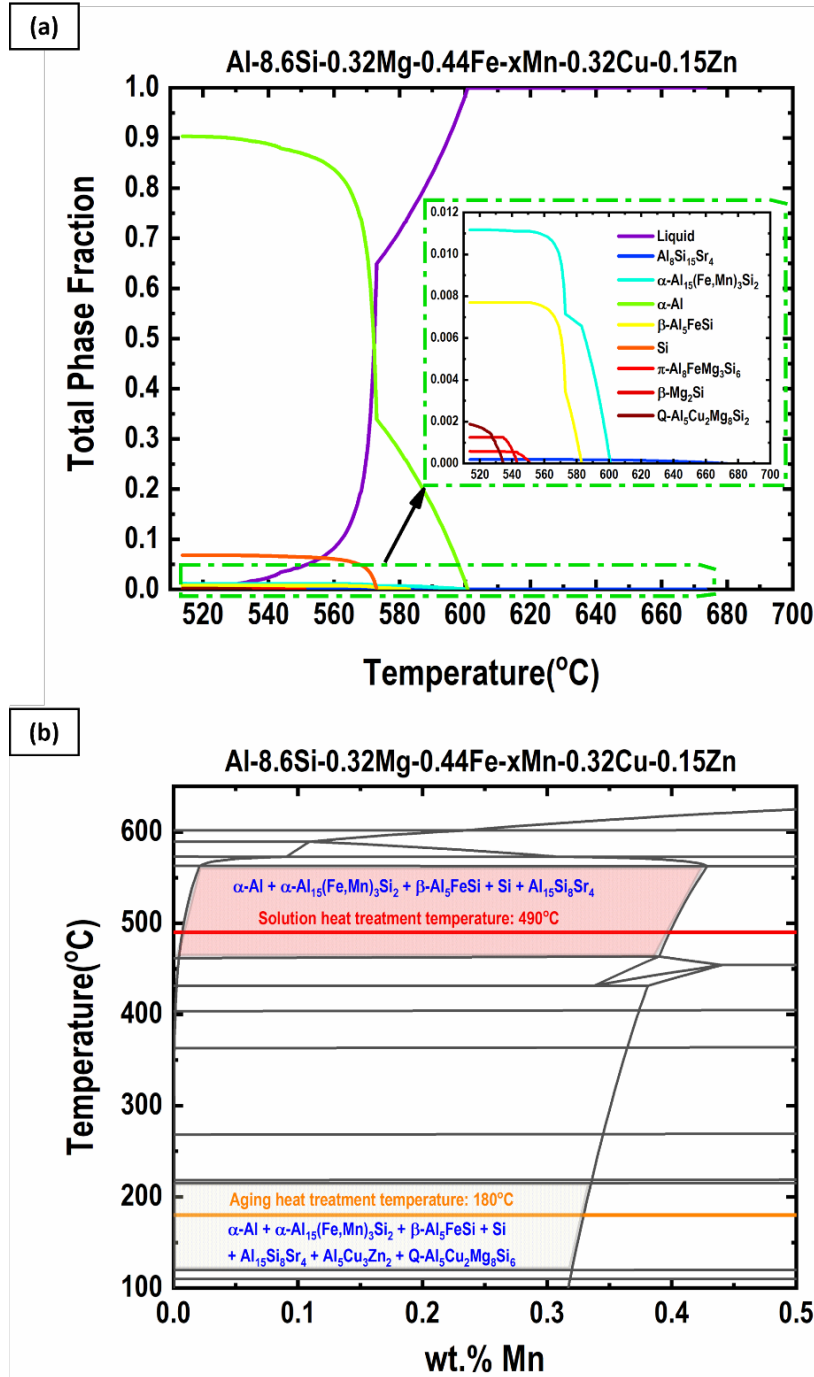 (a)
Al-8.6Si-0.32Mg-0.44Fe-xMn-0.32Cu-0.15Zn
Total Phase Fraction
1.0
0.9
0.8
0.7
0.6
0.5
0.4
0.3
0.2
0.1
0.0
0.012
0.010
0.008
0.006
0.004
0.002
0.000
Liquid
Al₈Si₁₅Sr₄
α-Al₁₅(Fe,Mn)₃Si₂
α-Al
β-Al₅FeSi
Si
π-Al₈FeMg₃Si₆
β-Mg₂Si
Q-Al₅Cu₂Mg₈Si₂
520 540 560 580 600 620 640 660 680 700
520 540 560 580 600 620 640 660 680 700
Temperature(°C)
(b)
Al-8.6Si-0.32Mg-0.44Fe-xMn-0.32Cu-0.15Zn
Temperature(°C)
600
500
400
300
200
100
α-Al + α-Al₁₅(Fe,Mn)₃Si₂ + β-Al₅FeSi + Si + Al₁₅Si₈Sr₄
Solution heat treatment temperature: 490°C
Aging heat treatment temperature: 180°C
α-Al + α-Al₁₅(Fe,Mn)₃Si₂ + β-Al₅FeSi + Si
+ Al₁₅Si₈Sr₄ + Al₅Cu₃Zn₂ + Q-Al₅Cu₂Mg₈Si₆
0.0 0.1 0.2 0.3 0.4 0.5
wt.% Mn